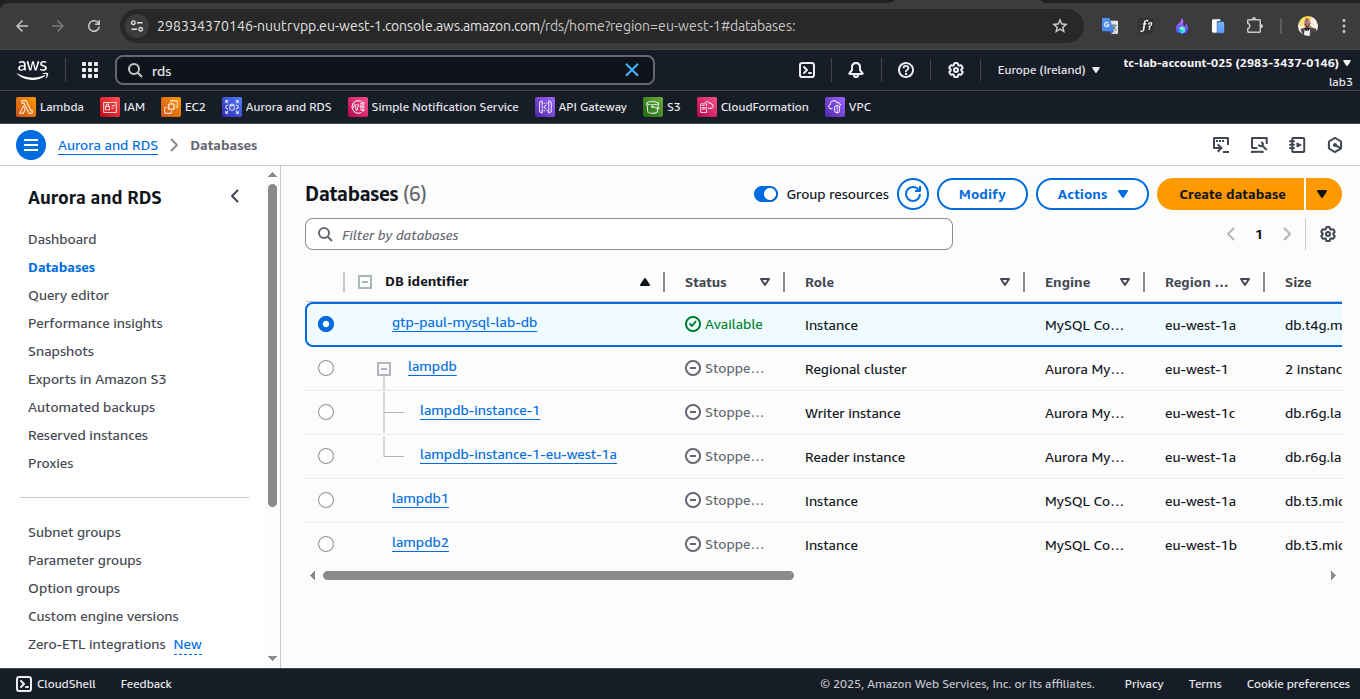 298334370146-nuutrvpp.eu-west-1.console.aws.amazon.com/rds/home?region=eu-west-1#databases:
aws
rds
Europe (Ireland)
tc-lab-account-025 (2983-3437-0146)
lab3
Lambda IAM EC2 Aurora and RDS Simple Notification Service API Gateway S3 CloudFormation VPC
Aurora and RDS > Databases
Aurora and RDS
Dashboard
Databases
Query editor
Performance insights
Snapshots
Exports in Amazon S3
Automated backups
Reserved instances
Proxies
Subnet groups
Parameter groups
Option groups
Custom engine versions
Zero-ETL integrations New
Databases (6)
Group resources
Modify
Actions
Create database
Filter by databases
1
DB identifier Status Role Engine Region ... Size
gtp-paul-mysql-lab-db Available Instance MySQL Co... eu-west-1a db.t4g.m
lampdb Stoppe... Regional cluster Aurora My... eu-west-1 2 instanc
lampdb-instance-1 Stoppe... Writer instance Aurora My... eu-west-1c db.r6g.la
lampdb-instance-1-eu-west-1a Stoppe... Reader instance Aurora My... eu-west-1a db.r6g.la
lampdb1 Stoppe... Instance MySQL Co... eu-west-1a db.t3.mic
lampdb2 Stoppe... Instance MySQL Co... eu-west-1b db.t3.mic
CloudShell Feedback © 2025, Amazon Web Services, Inc. or its affiliates. Privacy Terms Cookie preferences